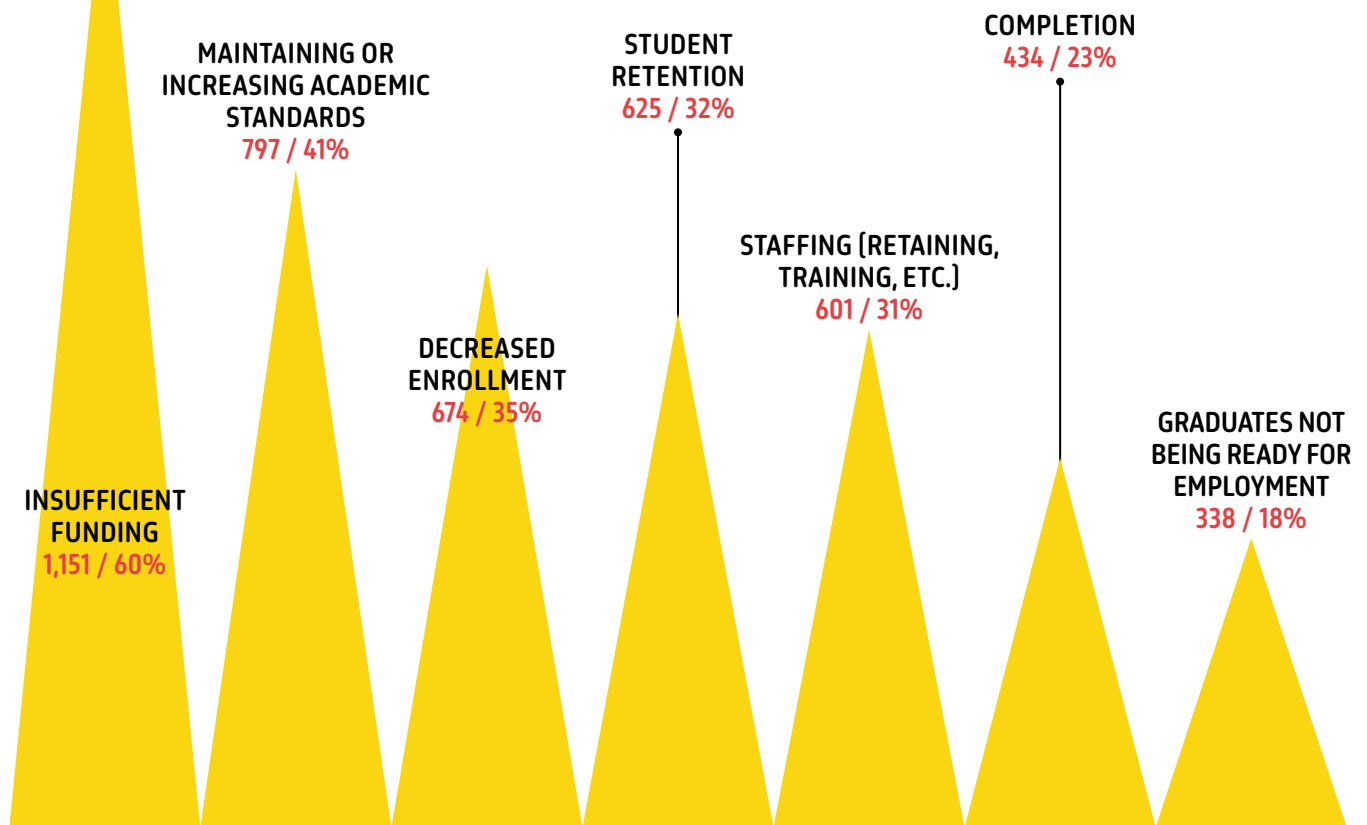 INSUFFICIENT
FUNDING
1,151 / 60%
MAINTAINING OR
INCREASING ACADEMIC
STANDARDS
797 / 41%
DECREASED
ENROLLMENT
674 / 35%
STUDENT
RETENTION
625 / 32%
STAFFING (RETAINING,
TRAINING, ETC.)
601 / 31%
COMPLETION
434 / 23%
GRADUATES NOT
BEING READY FOR
EMPLOYMENT
338 / 18%